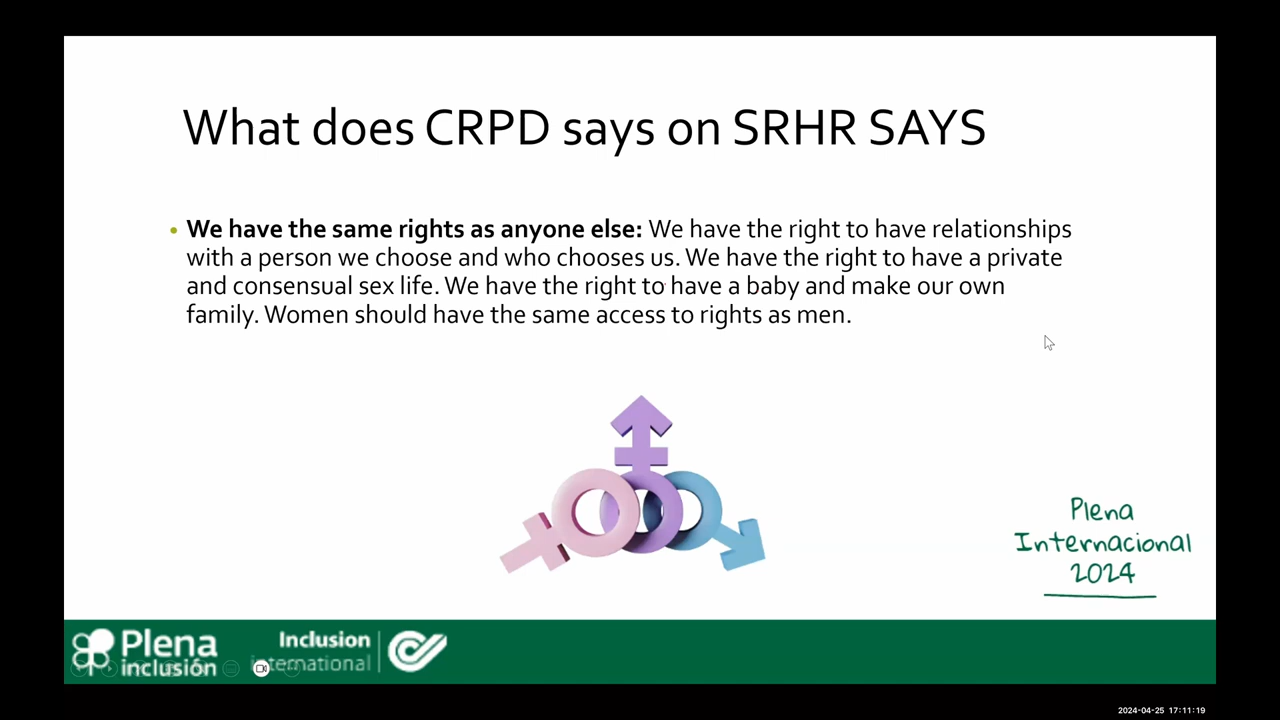 What does CRPD says on SRHR SAYS
• We have the same rights as anyone else: We have the right to have relationships
with a person we choose and who chooses us. We have the right to have a private
and consensual sex life. We have the right to have a baby and make our own
family. Women should have the same access to rights as men.
Plena
Internacional
2024
Plena
inclusión
Inclusion
international
2024-04-25 17:11:19